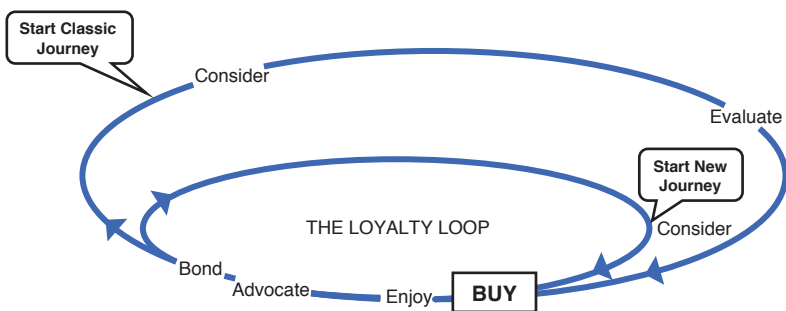 Start Classic
Journey
Consider
Evaluate
Start New
Journey
Consider
THE LOYALTY LOOP
Bond
Advocate
Enjoy
BUY